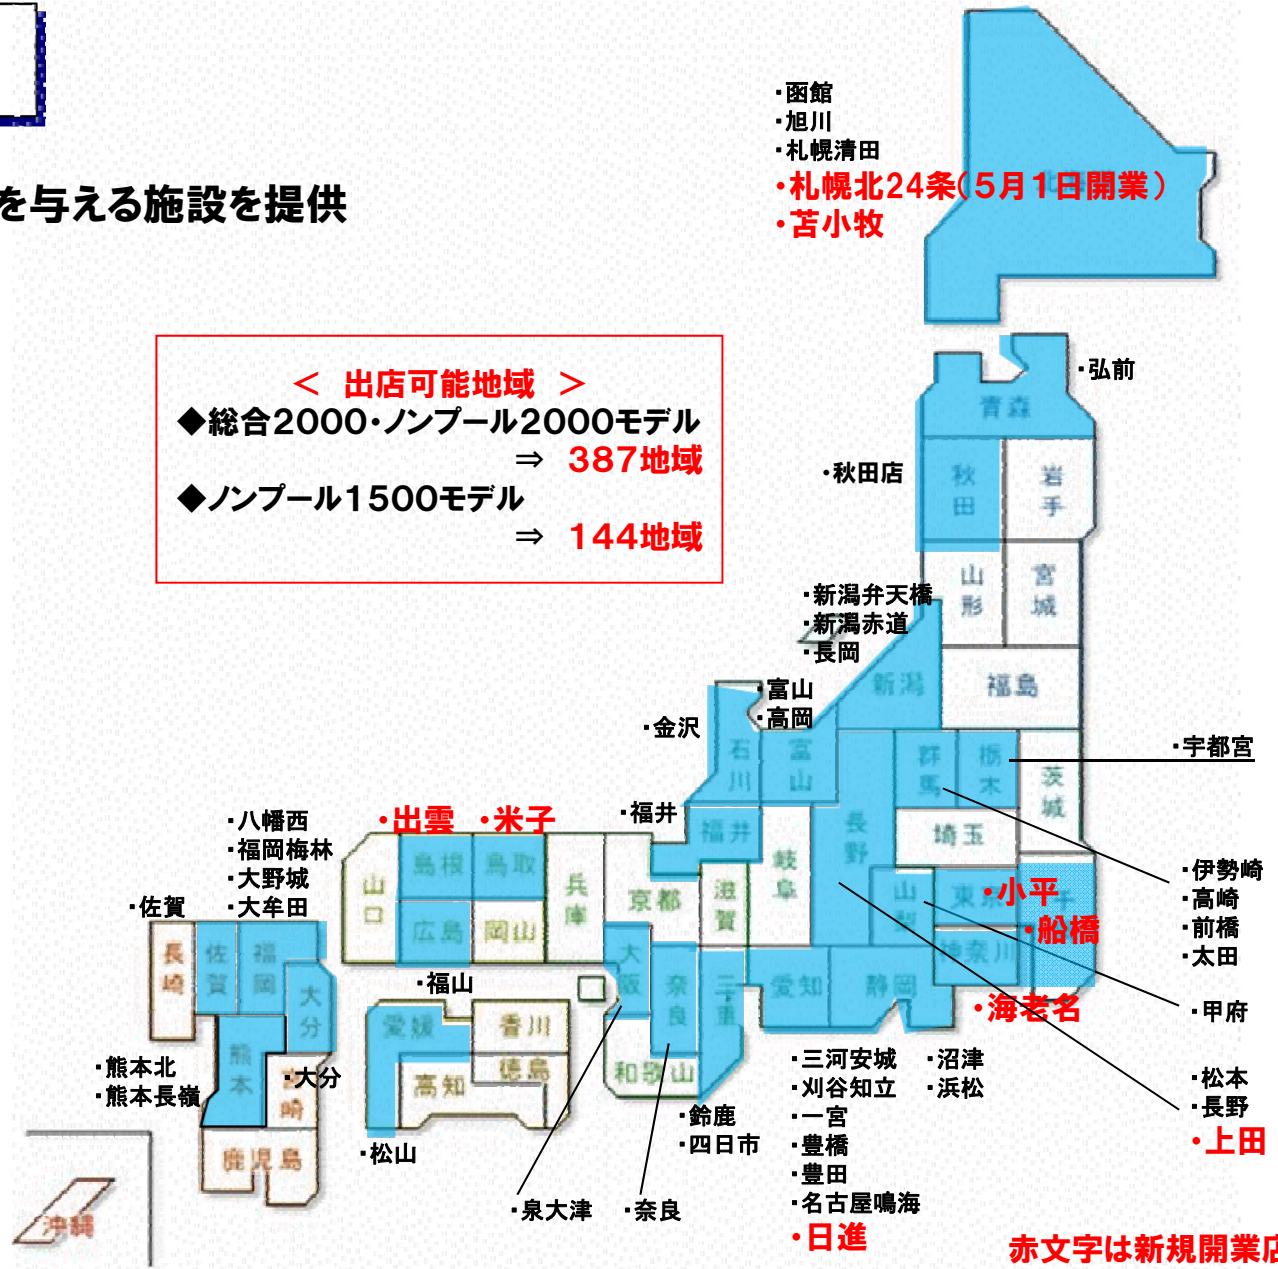 を与える施設を提供
・函館
・旭川
・札幌清田
・札幌北24条(5月1日開業)
・苫小牧
＜ 出店可能地域 ＞
◆総合2000・ノンプール2000モデル
⇒ 387地域
◆ノンプール1500モデル
⇒ 144地域
・弘前
青森
・秋田店
秋田
岩手
山形
宮城
・新潟弁天橋
・新潟赤道
・長岡
新潟
福島
・富山
・高岡
・金沢
石川
富山
群馬
栃木
茨城
・宇都宮
・福井
福井
長野
埼玉
岐阜
山梨
東京
・小平
千
・船橋
神奈川
・海老名
・伊勢崎
・高崎
・前橋
・太田
・甲府
・松本
・長野
・上田
・出雲
・米子
島根
鳥取
山口
広島
岡山
兵庫
京都
滋賀
大阪
奈良
三重
愛知
静岡
和歌山
・八幡西
・福岡梅林
・大野城
・大牟田
・佐賀
長崎
佐賀
福岡
大分
熊本
・熊本北
・熊本長嶺
・大分
崎
鹿児島
沖縄
・福山
愛媛
香川
高知
徳島
・松山
・泉大津
・奈良
・鈴鹿
・四日市
・三河安城
・刈谷知立
・一宮
・豊橋
・豊田
・名古屋鳴海
・日進
・沼津
・浜松
赤文字は新規開業店